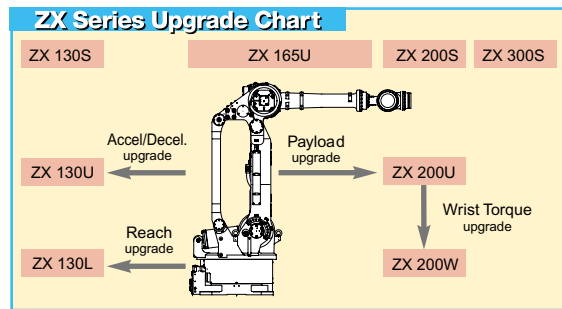 ZX Series Upgrade Chart
ZX 130S
ZX 165U
ZX 200S
ZX 300S
Accel/Decel.
upgrade
Payload
upgrade
ZX 130U
ZX 200U
Wrist Torque
upgrade
Reach
upgrade
ZX 130L
ZX 200W